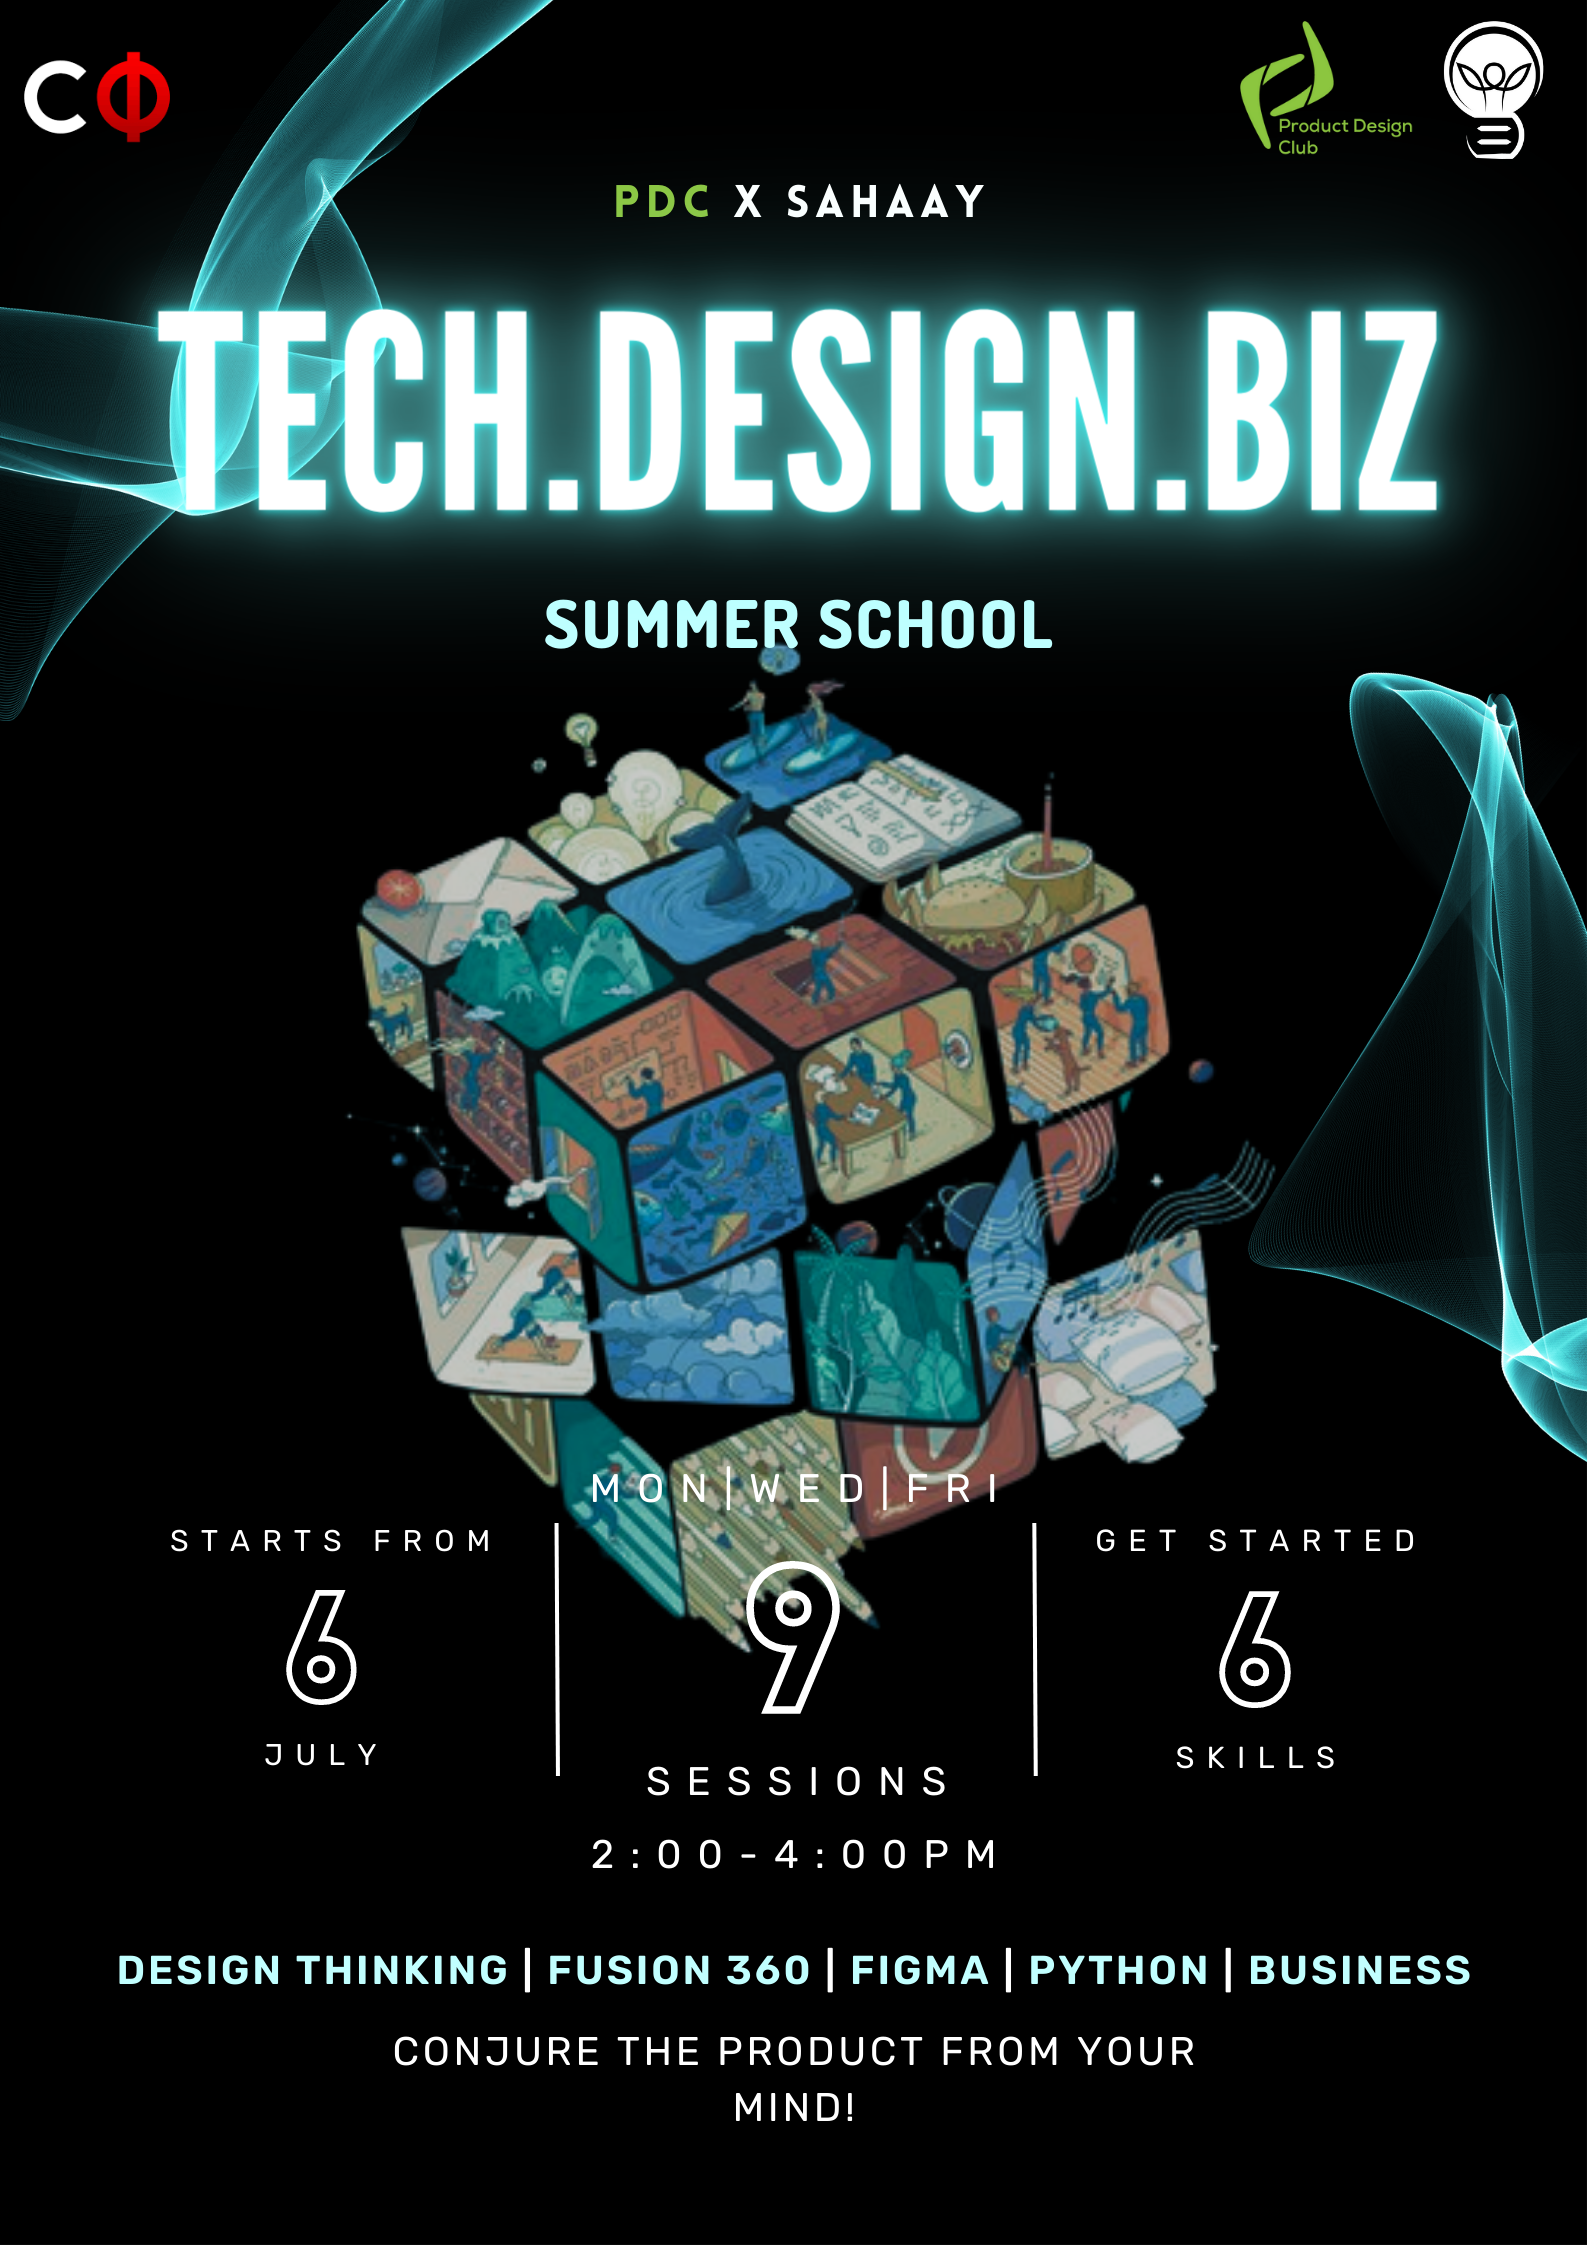 CΦ
Product Design
Club
PDC X SAHAAY
TECH.DESIGN.BIZ
SUMMER SCHOOL
MON|WED|FRI
STARTS FROM
6
JULY
9
SESSIONS
2:00-4:00PM
GET STARTED
6
SKILLS
DESIGN THINKING | FUSION 360 | FIGMA | PYTHON | BUSINESS
CONJURE THE PRODUCT FROM YOUR
MIND!